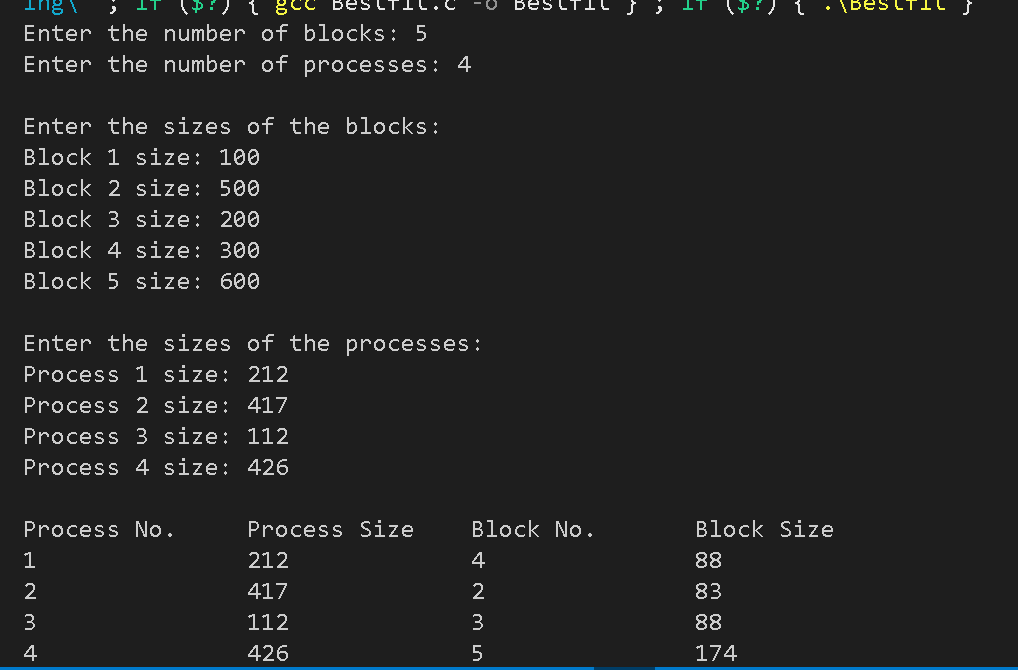 ing\ ; if ($?) { gcc Bestfit.c -o Bestfit } ; if ($?) { .\Bestfit }
Enter the number of blocks: 5
Enter the number of processes: 4
Enter the sizes of the blocks:
Block 1 size: 100
Block 2 size: 500
Block 3 size: 200
Block 4 size: 300
Block 5 size: 600
Enter the sizes of the processes:
Process 1 size: 212
Process 2 size: 417
Process 3 size: 112
Process 4 size: 426
Process No. Process Size Block No. Block Size
1 212 4 88
2 417 2 83
3 112 3 88
4 426 5 174